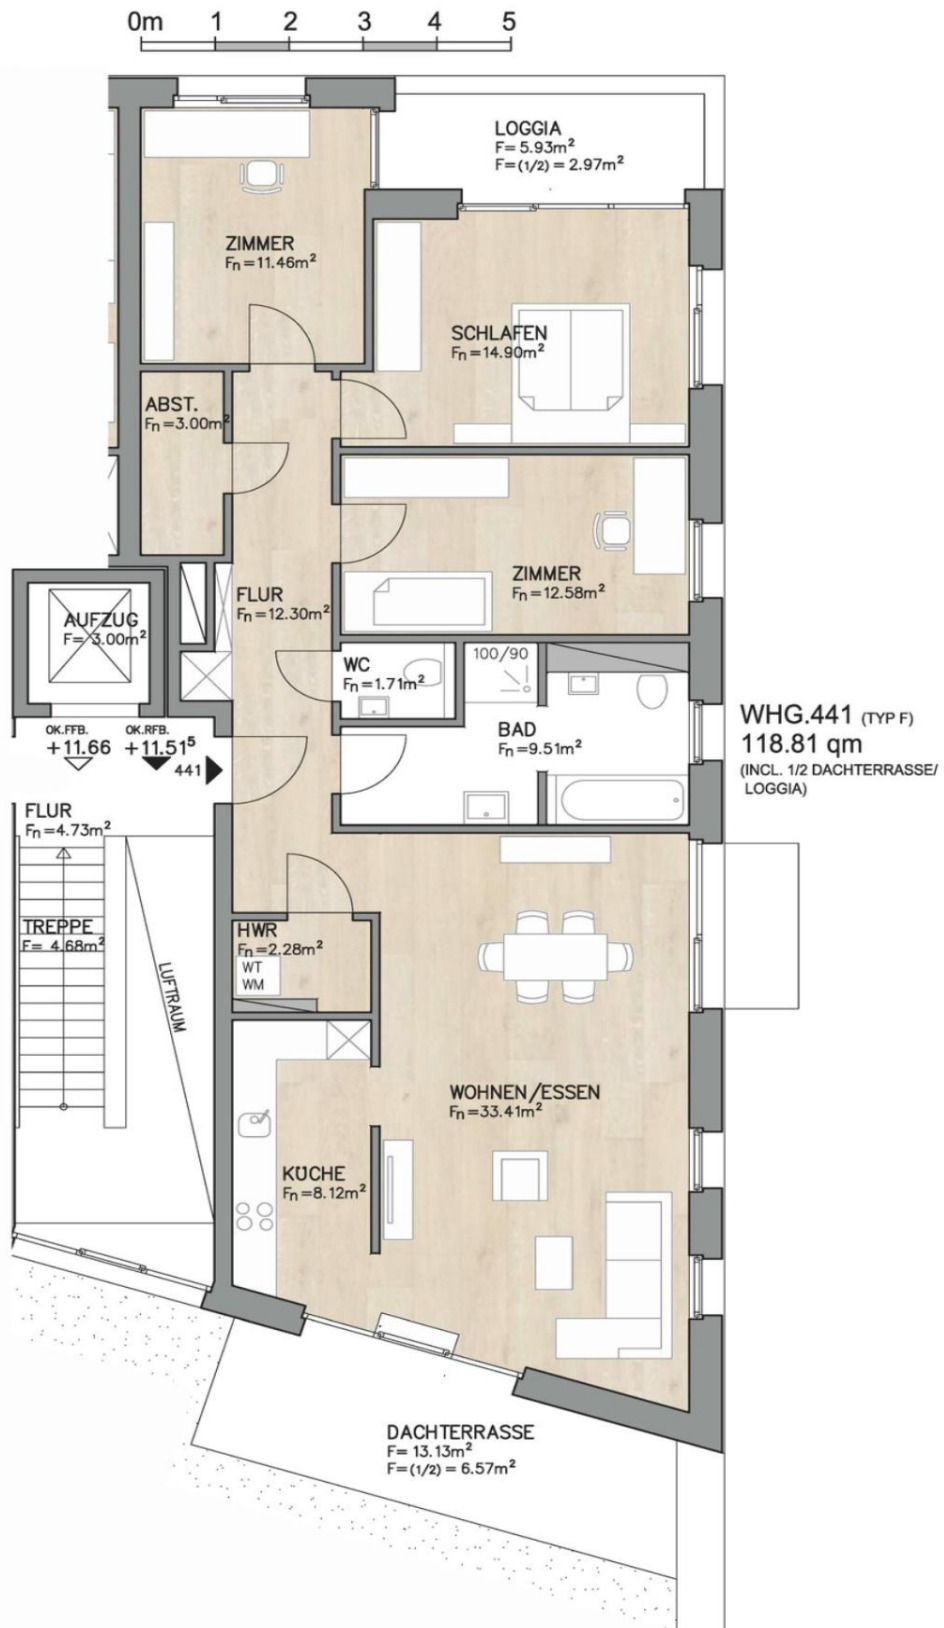 0m 1 2 3 4 5
LOGGIA
F= 5.93m²
F=(1/2) = 2.97m²
ZIMMER
Fn=11.46m²
SCHLAFEN
Fn=14.90m²
ABST.
Fn=3.00m²
ZIMMER
Fn=12.58m²
FLUR
Fn=12.30m²
AUFZUG
F= 3.00m²
WC
Fn=1.71m²
100/90
BAD
Fn=9.51m²
WHG.441 (TYP F)
118.81 qm
(INCL. 1/2 DACHTERRASSE/
LOGGIA)
OK.FFB.
+11.66
OK.RFB.
+11.51⁵
441
FLUR
Fn=4.73m²
TREPPE
F= 4.68m²
LUFTRAUM
HWR
Fn=2.28m²
WT
WM
WOHNEN/ESSEN
Fn=33.41m²
KÜCHE
Fn=8.12m²
DACHTERRASSE
F= 13.13m²
F=(1/2) = 6.57m²